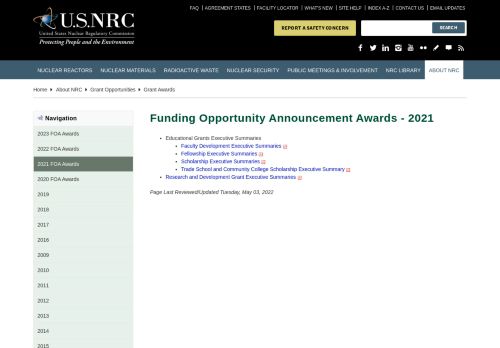 FAQ | AGREEMENT STATES | FACILITY LOCATOR | WHAT'S NEW | SITE HELP | INDEX A-Z | CONTACT US | EMAIL UPDATES
U.S.NRC
United States Nuclear Regulatory Commission
Protecting People and the Environment
REPORT A SAFETY CONCERN
SEARCH
NUCLEAR REACTORS
NUCLEAR MATERIALS
RADIOACTIVE WASTE
NUCLEAR SECURITY
PUBLIC MEETINGS & INVOLVEMENT
NRC LIBRARY
ABOUT NRC
Home
About NRC
Grant Opportunities
Grant Awards
Navigation
2023 FOA Awards
2022 FOA Awards
2021 FOA Awards
2020 FOA Awards
2019
2018
2017
2016
2009
2010
2011
2012
2013
2014
2015
Funding Opportunity Announcement Awards - 2021
Educational Grants Executive Summaries
Faculty Development Executive Summaries
Fellowship Executive Summaries
Scholarship Executive Summaries
Trade School and Community College Scholarship Executive Summary
Research and Development Grant Executive Summaries
Page Last Reviewed/Updated Tuesday, May 03, 2022